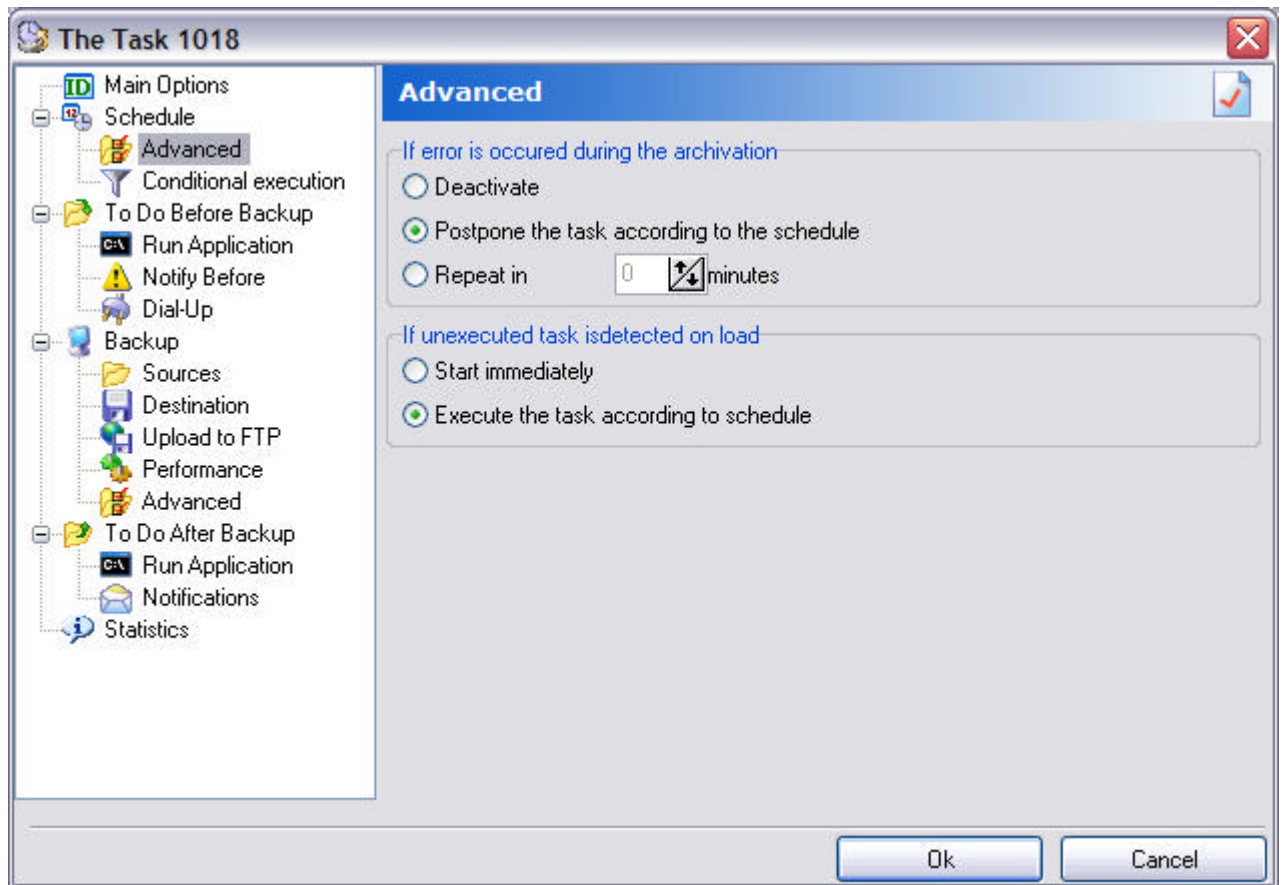 The Task 1018
ID Main Options
12 Schedule
Advanced
Conditional execution
To Do Before Backup
C:\ Run Application
Notify Before
Dial-Up
Backup
Sources
Destination
Upload to FTP
Performance
Advanced
To Do After Backup
C:\ Run Application
Notifications
Statistics
Advanced
If error is occured during the archivation
Deactivate
Postpone the task according to the schedule
Repeat in 0 minutes
If unexecuted task isdetected on load
Start immediately
Execute the task according to schedule
Ok Cancel